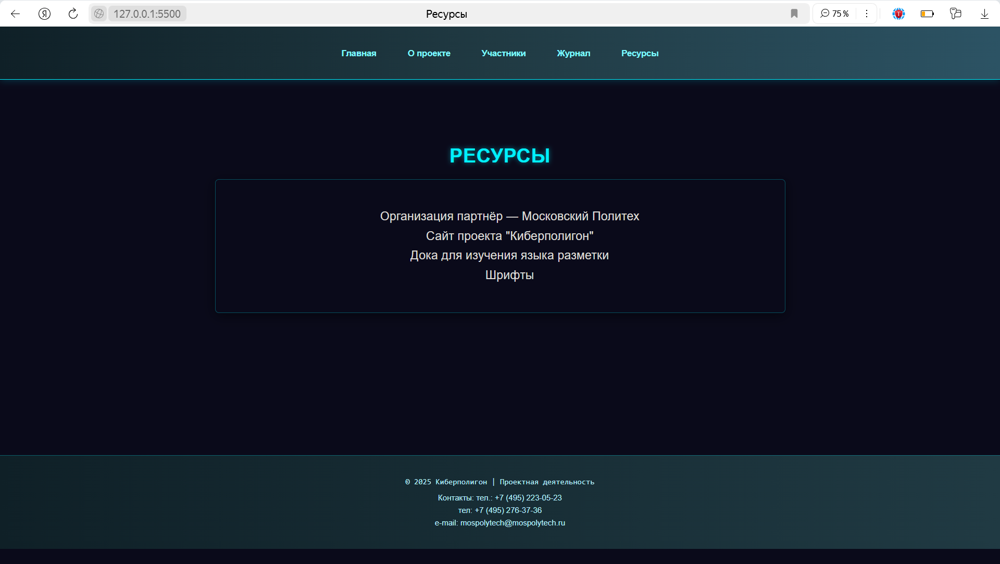 Я
127.0.0.1:5500
Ресурсы
75 %
T
Главная
О проекте
Участники
Журнал
Ресурсы
РЕСУРСЫ
Организация партнёр — Московский Политех
Сайт проекта "Киберполигон"
Дока для изучения языка разметки
Шрифты
© 2025 Киберполигон | Проектная деятельность
Контакты: тел.: +7 (495) 223-05-23
тел: +7 (495) 276-37-36
e-mail: mospolytech@mospolytech.ru